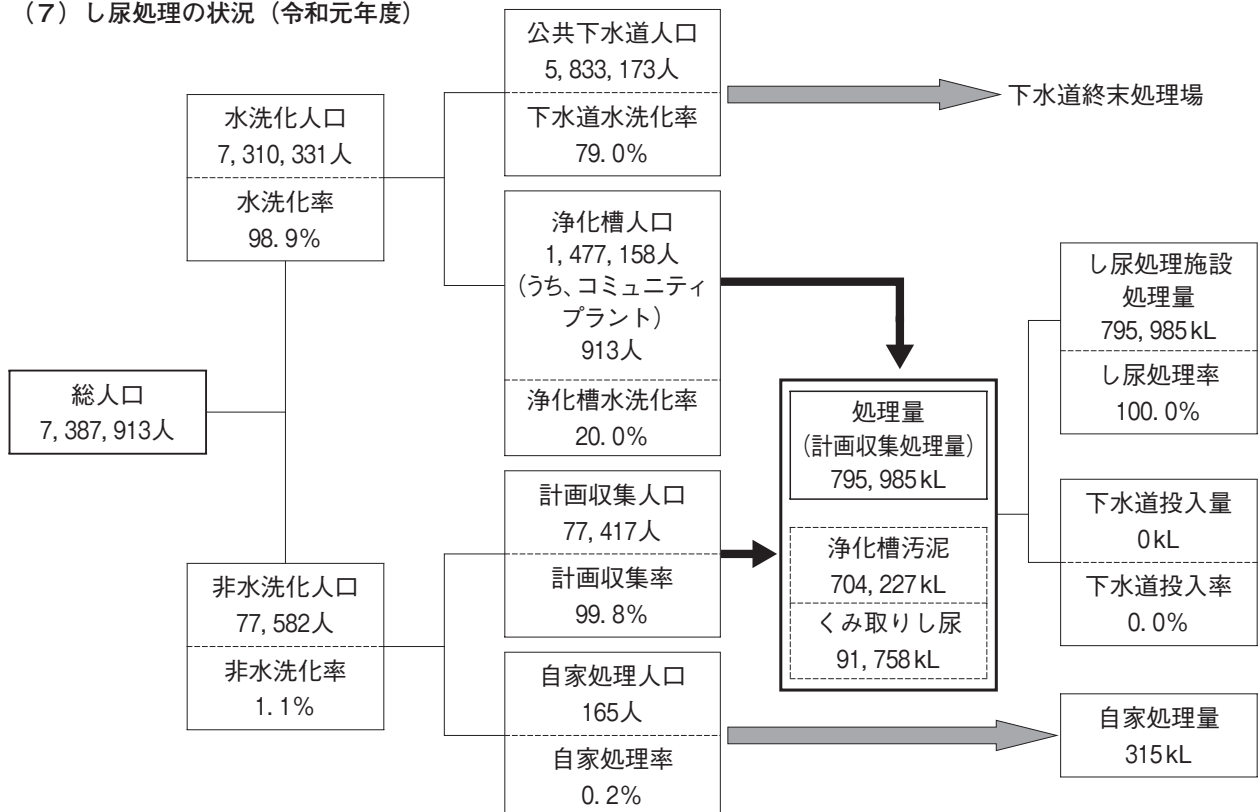 （7）し尿処理の状況（令和元年度）
総人口
7,387,913人
水洗化人口
7,310,331人
水洗化率
98.9%
非水洗化人口
77,582人
非水洗化率
1.1%
公共下水道人口
5,833,173人
下水道水洗化率
79.0%
浄化槽人口
1,477,158人
(うち、コミュニティ
プラント)
913人
浄化槽水洗化率
20.0%
計画収集人口
77,417人
計画収集率
99.8%
自家処理人口
165人
自家処理率
0.2%
下水道終末処理場
処理量
(計画収集処理量)
795,985kL
浄化槽汚泥
704,227kL
くみ取りし尿
91,758kL
し尿処理施設
処理量
795,985kL
し尿処理率
100.0%
下水道投入量
0kL
下水道投入率
0.0%
自家処理量
315kL